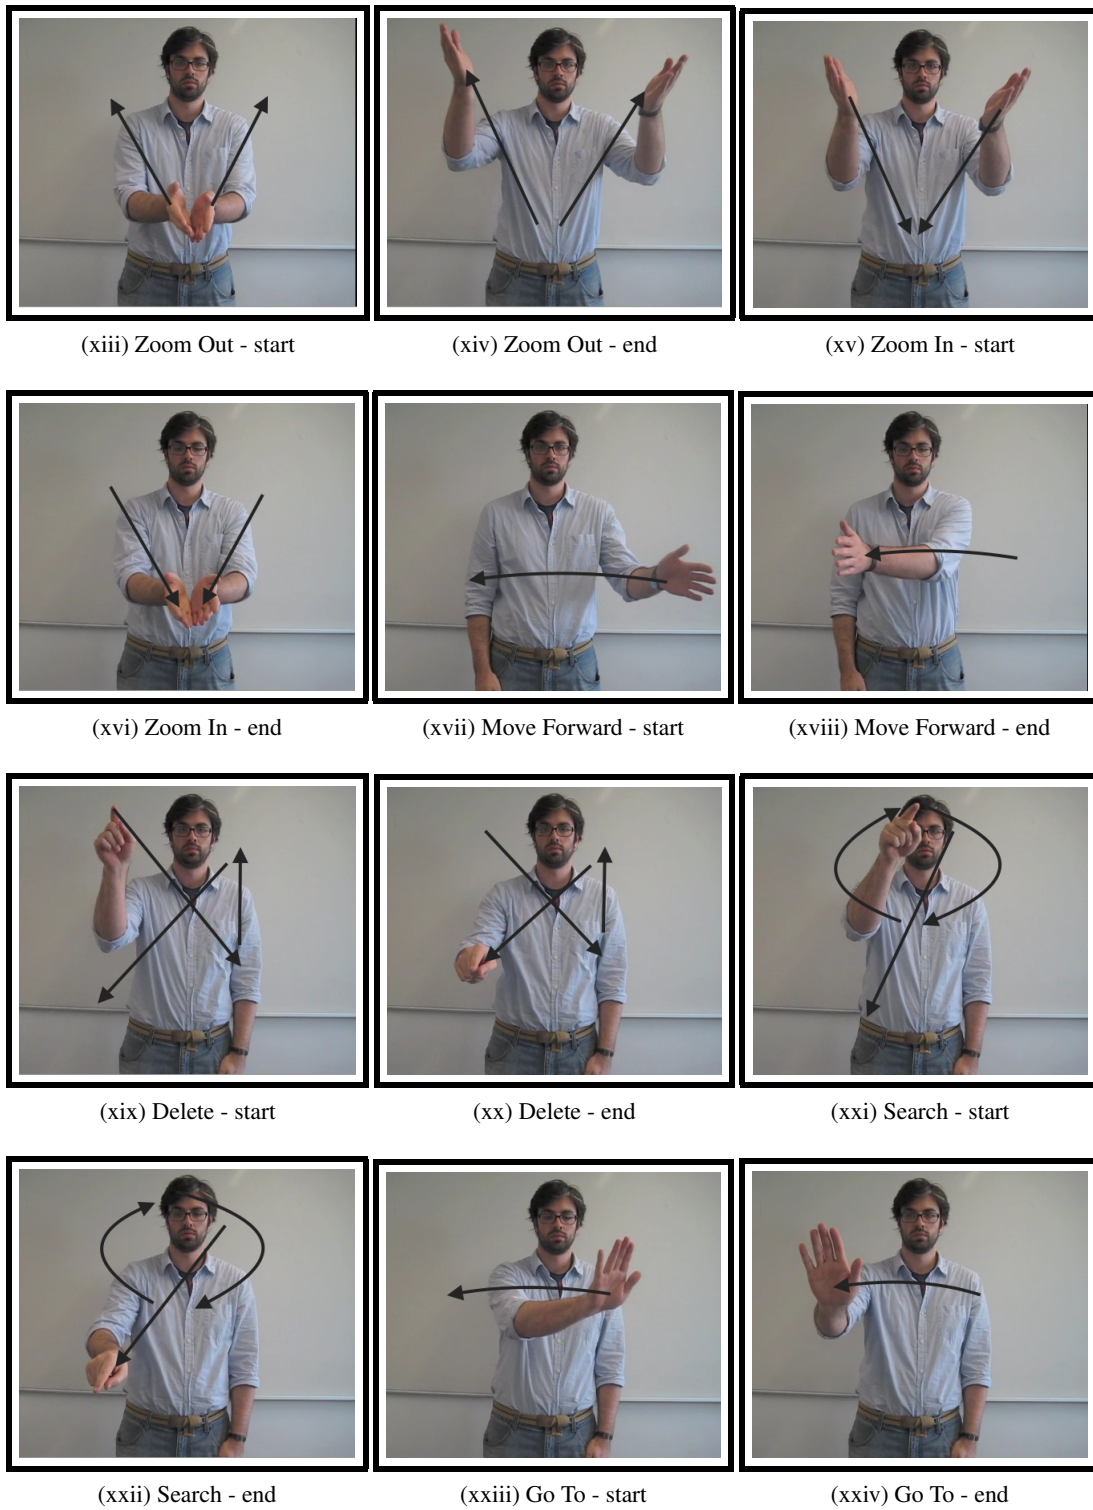 (xiii) Zoom Out - start
(xiv) Zoom Out - end
(xv) Zoom In - start
(xvi) Zoom In - end
(xvii) Move Forward - start
(xviii) Move Forward - end
(xix) Delete - start
(xx) Delete - end
(xxi) Search - start
(xxii) Search - end
(xxiii) Go To - start
(xxiv) Go To - end